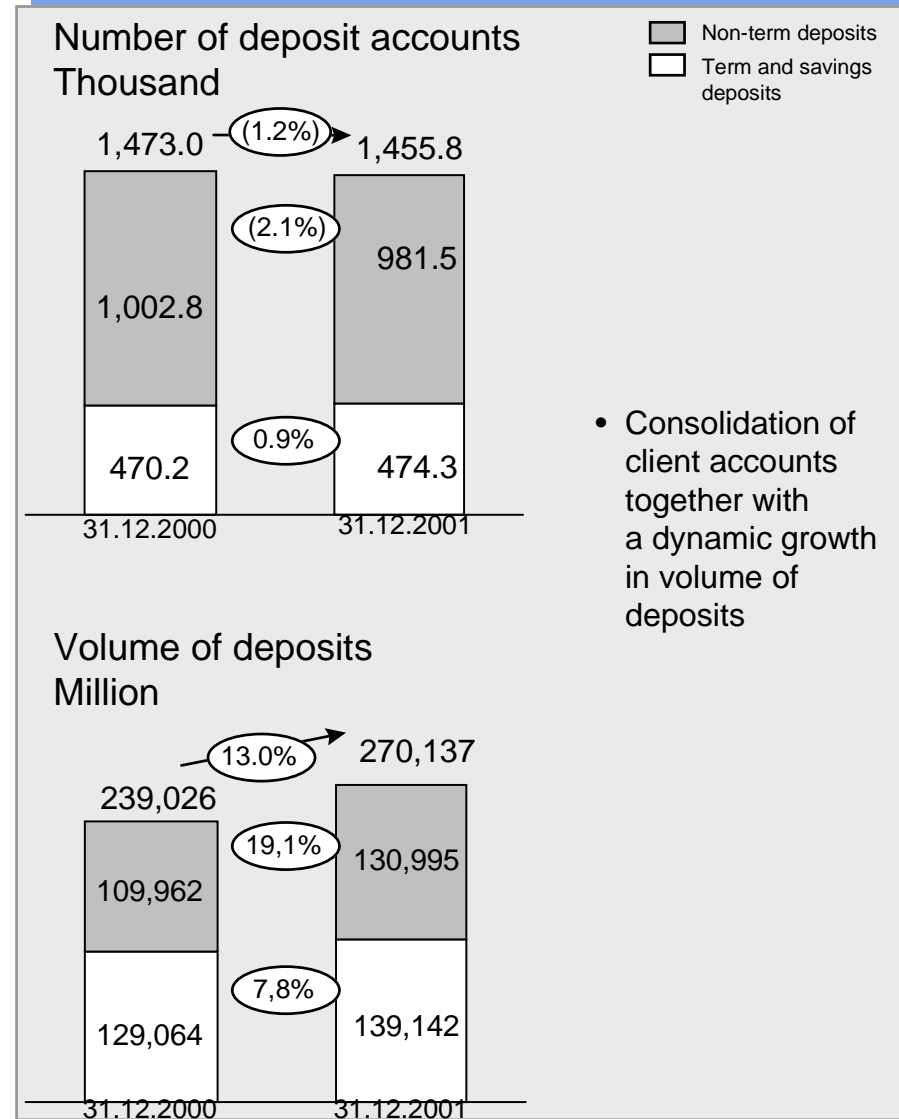 Number of deposit accounts
Thousand
Non-term deposits
Term and savings
deposits
1,473.0
(1.2%)
1,455.8
(2.1%)
981.5
1,002.8
0.9%
470.2
474.3
31.12.2000
31.12.2001
• Consolidation of
client accounts
together with
a dynamic growth
in volume of
deposits
Volume of deposits
Million
13.0%
270,137
239,026
19,1%
130,995
109,962
7,8%
129,064
139,142
31.12.2000
31.12.2001